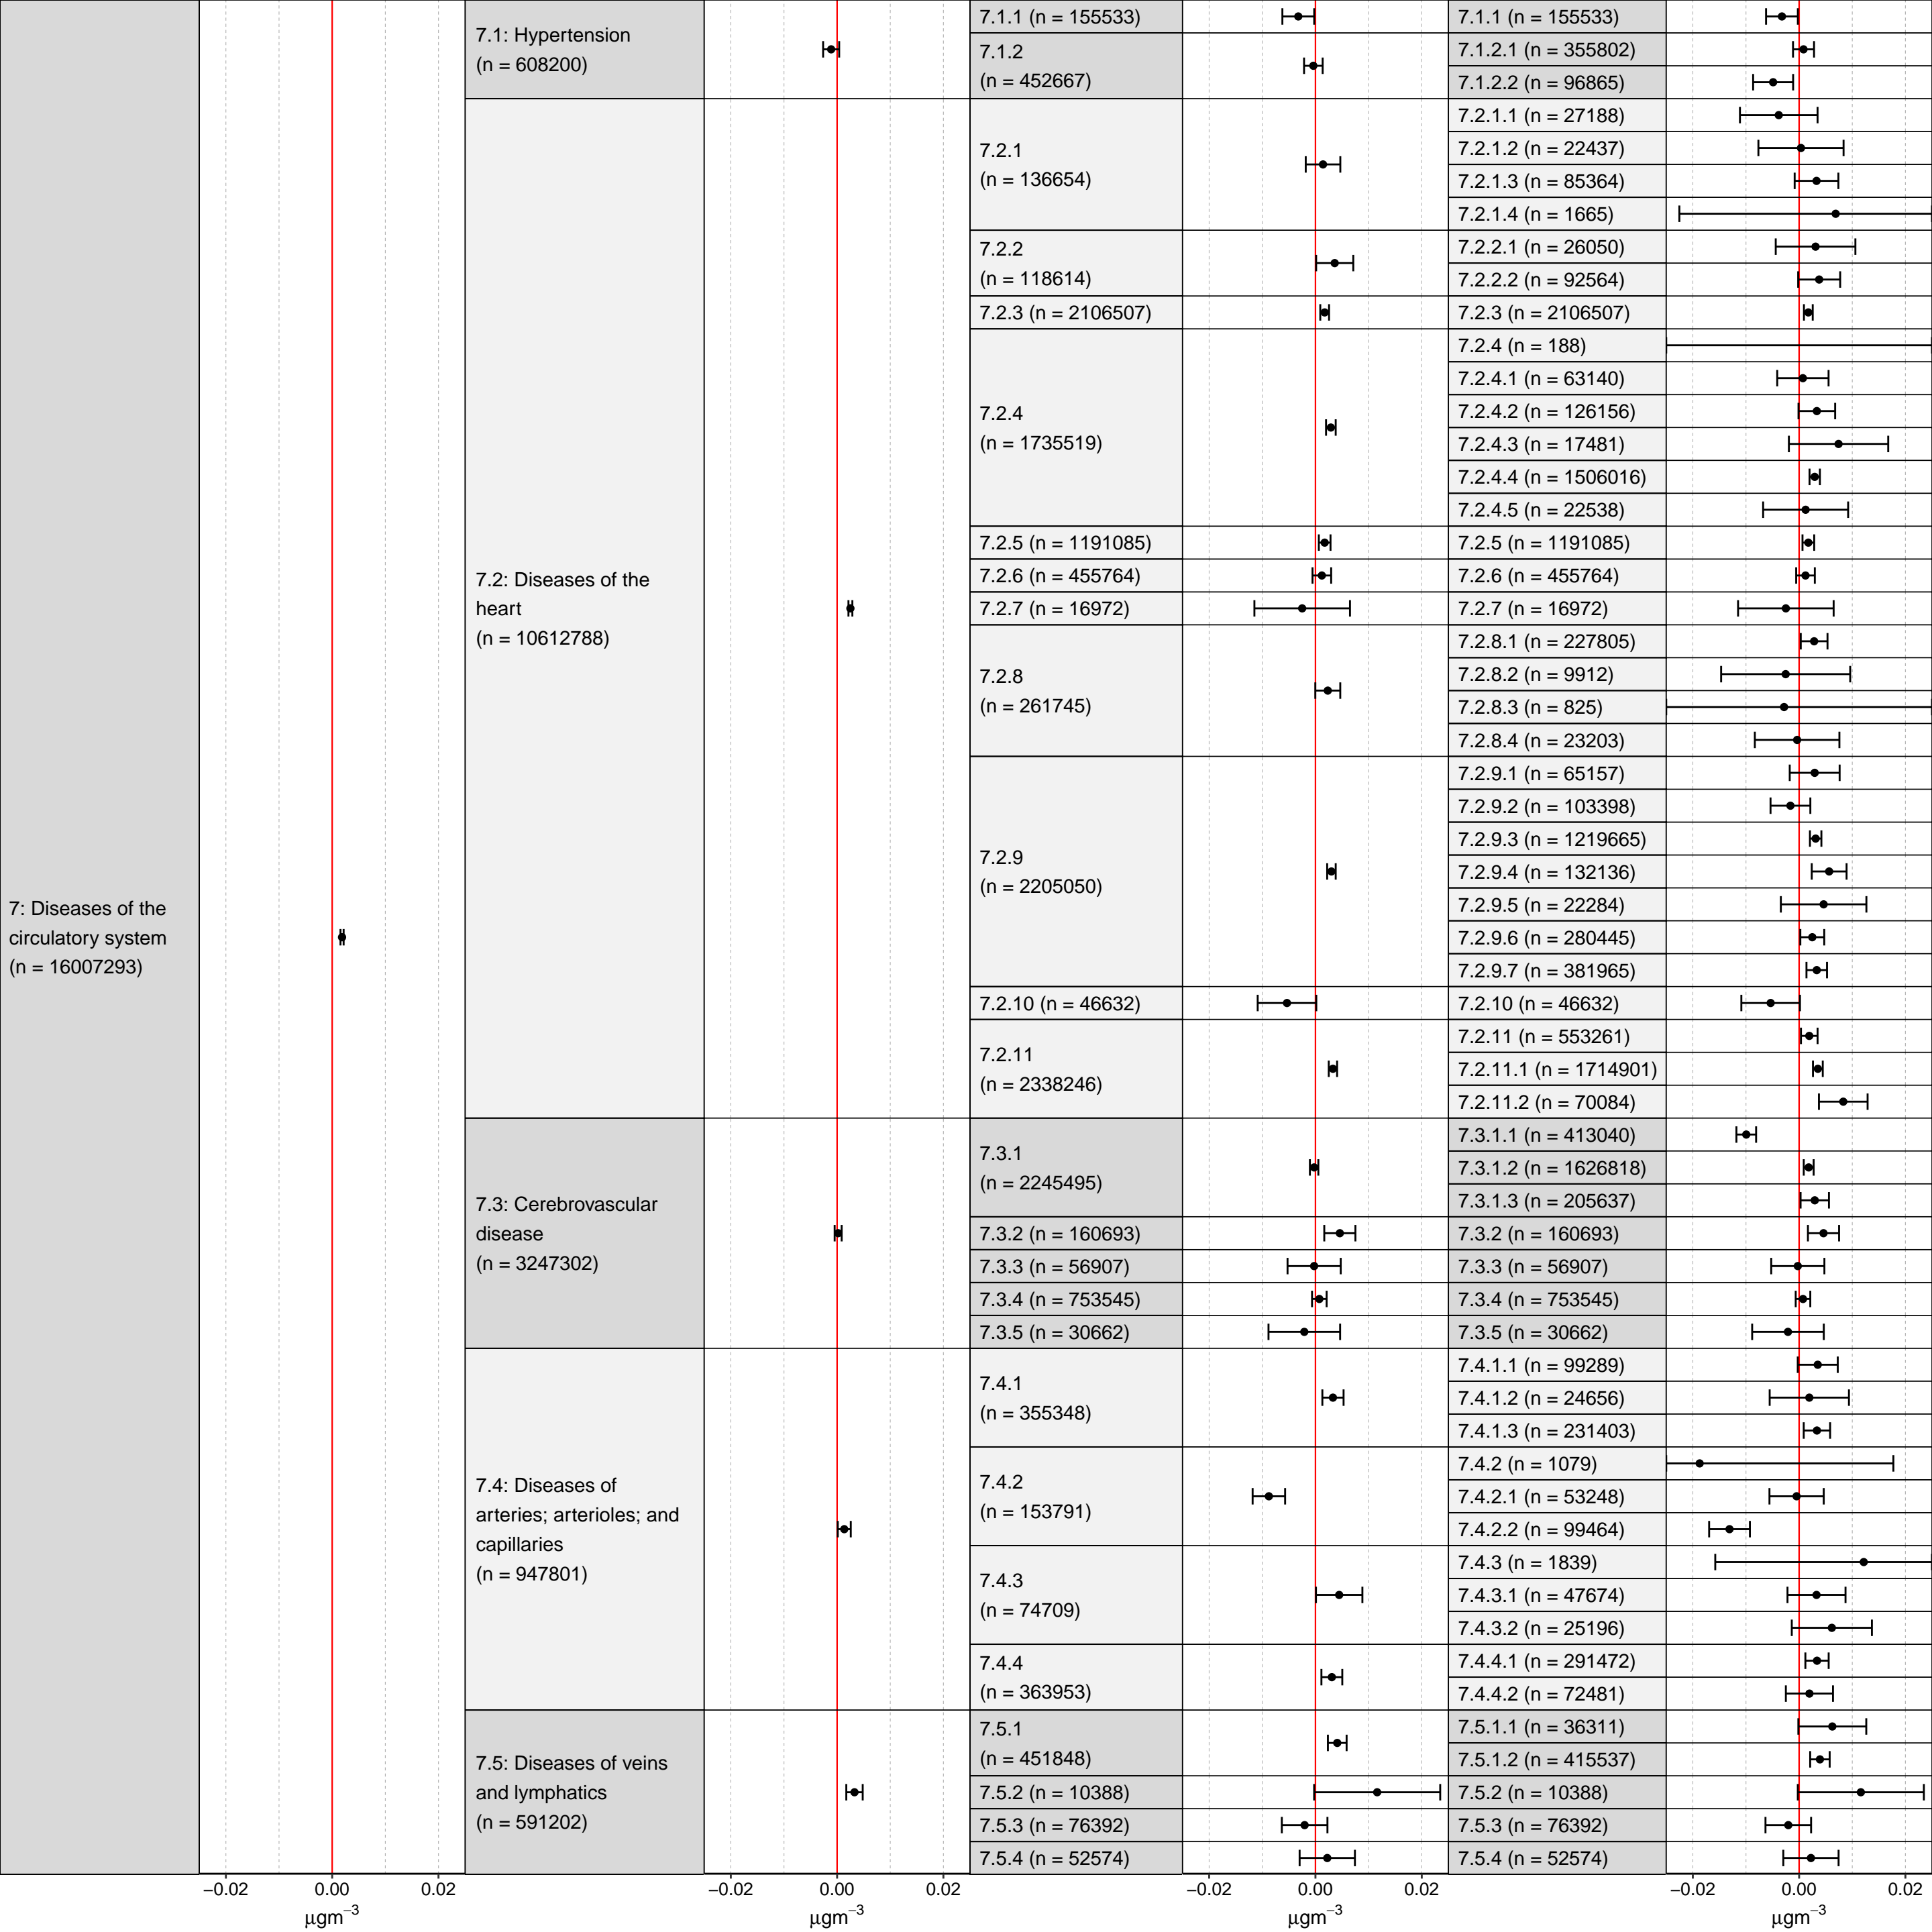 7: Diseases of the
circulatory system
(n = 16007293)
7.1: Hypertension
(n = 608200)
7.2: Diseases of the
heart
(n = 10612788)
7.3: Cerebrovascular
disease
(n = 3247302)
7.4: Diseases of
arteries; arterioles; and
capillaries
(n = 947801)
7.5: Diseases of veins
and lymphatics
(n = 591202)
7.1.1 (n = 155533)
7.1.2
(n = 452667)
7.2.1
(n = 136654)
7.2.2
(n = 118614)
7.2.3 (n = 2106507)
7.2.4
(n = 1735519)
7.2.5 (n = 1191085)
7.2.6 (n = 455764)
7.2.7 (n = 16972)
7.2.8
(n = 261745)
7.2.9
(n = 2205050)
7.2.10 (n = 46632)
7.2.11
(n = 2338246)
7.3.1
(n = 2245495)
7.3.2 (n = 160693)
7.3.3 (n = 56907)
7.3.4 (n = 753545)
7.3.5 (n = 30662)
7.4.1
(n = 355348)
7.4.2
(n = 153791)
7.4.3
(n = 74709)
7.4.4
(n = 363953)
7.5.1
(n = 451848)
7.5.2 (n = 10388)
7.5.3 (n = 76392)
7.5.4 (n = 52574)
7.1.1 (n = 155533)
7.1.2.1 (n = 355802)
7.1.2.2 (n = 96865)
7.2.1.1 (n = 27188)
7.2.1.2 (n = 22437)
7.2.1.3 (n = 85364)
7.2.1.4 (n = 1665)
7.2.2.1 (n = 26050)
7.2.2.2 (n = 92564)
7.2.3 (n = 2106507)
7.2.4 (n = 188)
7.2.4.1 (n = 63140)
7.2.4.2 (n = 126156)
7.2.4.3 (n = 17481)
7.2.4.4 (n = 1506016)
7.2.4.5 (n = 22538)
7.2.5 (n = 1191085)
7.2.6 (n = 455764)
7.2.7 (n = 16972)
7.2.8.1 (n = 227805)
7.2.8.2 (n = 9912)
7.2.8.3 (n = 825)
7.2.8.4 (n = 23203)
7.2.9.1 (n = 65157)
7.2.9.2 (n = 103398)
7.2.9.3 (n = 1219665)
7.2.9.4 (n = 132136)
7.2.9.5 (n = 22284)
7.2.9.6 (n = 280445)
7.2.9.7 (n = 381965)
7.2.10 (n = 46632)
7.2.11 (n = 553261)
7.2.11.1 (n = 1714901)
7.2.11.2 (n = 70084)
7.3.1.1 (n = 413040)
7.3.1.2 (n = 1626818)
7.3.1.3 (n = 205637)
7.3.2 (n = 160693)
7.3.3 (n = 56907)
7.3.4 (n = 753545)
7.3.5 (n = 30662)
7.4.1.1 (n = 99289)
7.4.1.2 (n = 24656)
7.4.1.3 (n = 231403)
7.4.2 (n = 1079)
7.4.2.1 (n = 53248)
7.4.2.2 (n = 99464)
7.4.3 (n = 1839)
7.4.3.1 (n = 47674)
7.4.3.2 (n = 25196)
7.4.4.1 (n = 291472)
7.4.4.2 (n = 72481)
7.5.1.1 (n = 36311)
7.5.1.2 (n = 415537)
7.5.2 (n = 10388)
7.5.3 (n = 76392)
7.5.4 (n = 52574)
−0.02 0.00 0.02
μgm⁻³
−0.02 0.00 0.02
μgm⁻³
−0.02 0.00 0.02
μgm⁻³
−0.02 0.00 0.02
μgm⁻³